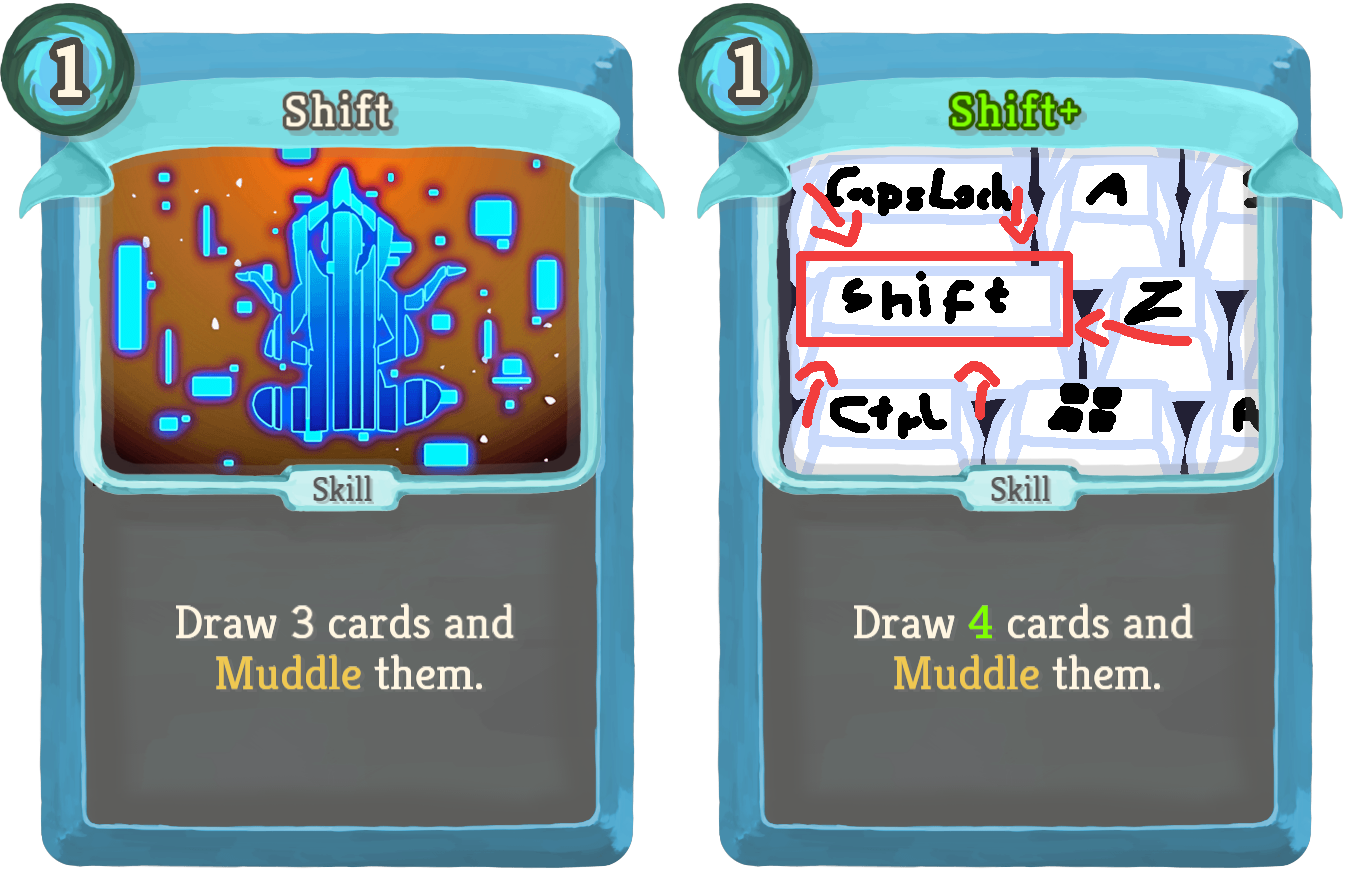 1
Shift
Skill
Draw 3 cards and
Muddle them.
1
Shift+
CapsLock
A
Shift
Z
Ctrl
Skill
Draw 4 cards and
Muddle them.